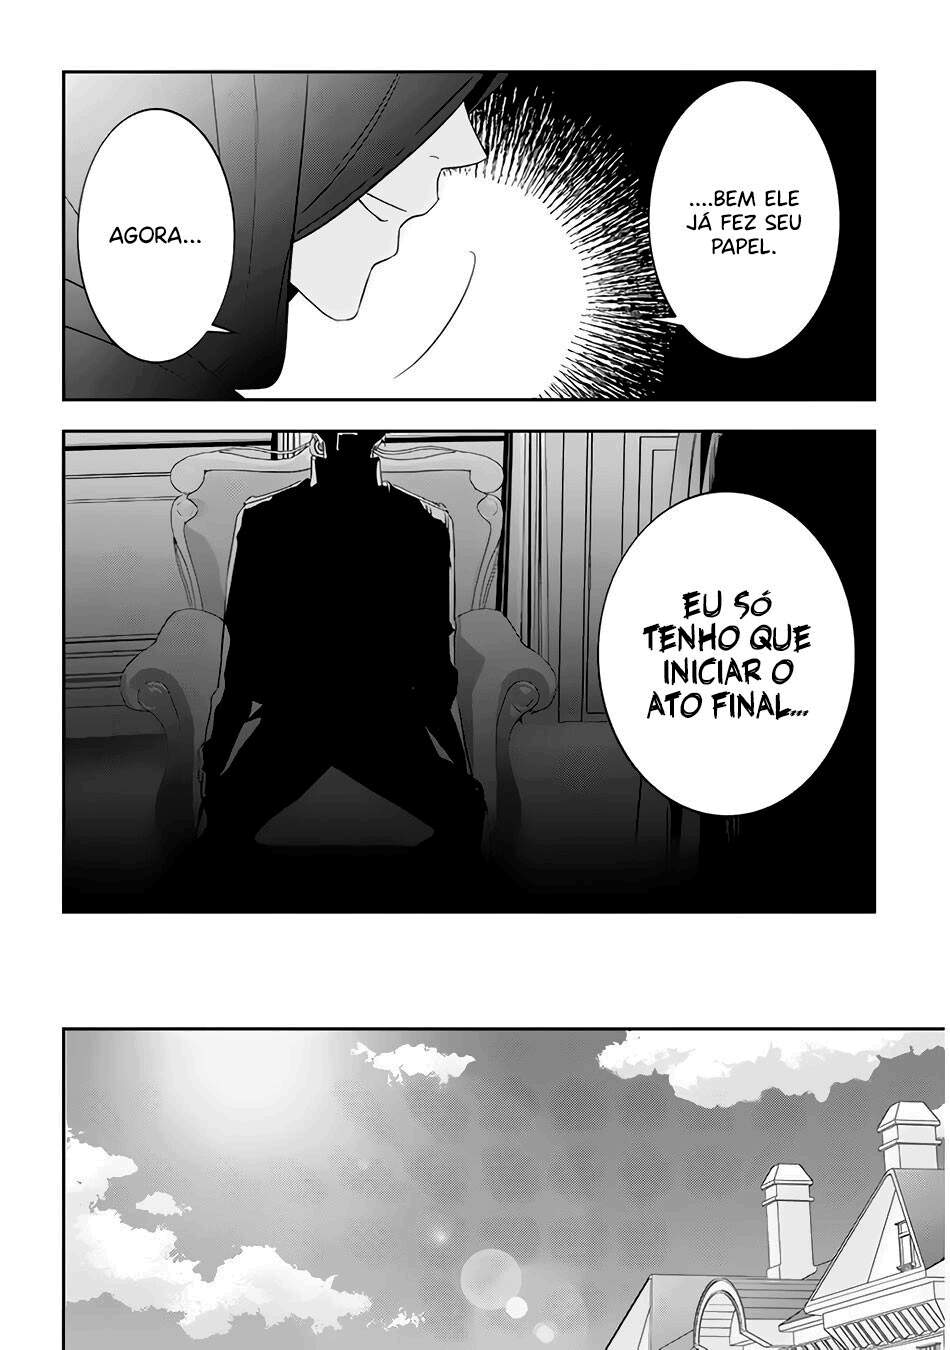 ....BEM ELE
JÁ FEZ SEU
PAPEL.
AGORA...
EU SÓ
TENHO QUE
INICIAR O
ATO FINAL...